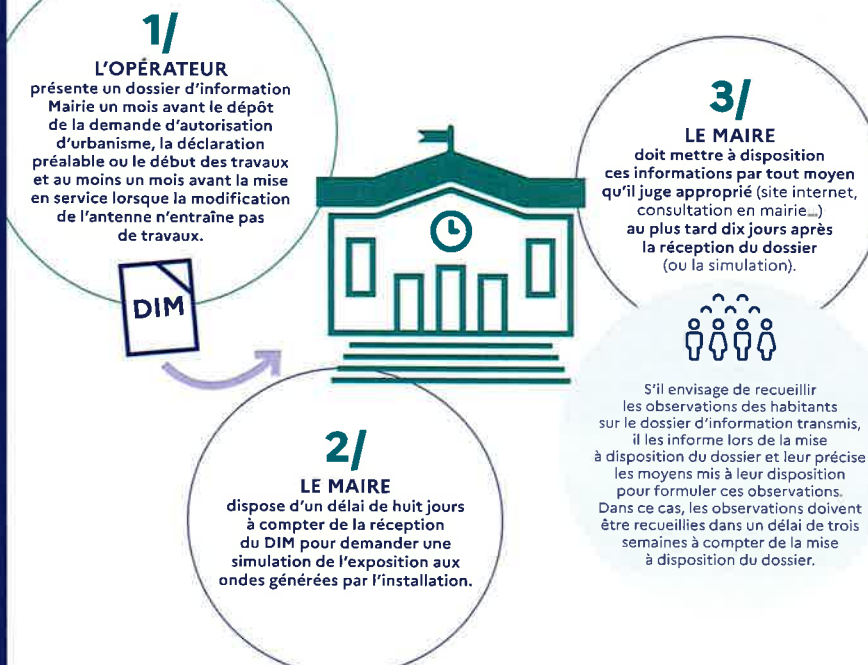 1/
L'OPÉRATEUR
présente un dossier d'information
Mairie un mois avant le dépôt
de la demande d'autorisation
d'urbanisme, la déclaration
préalable ou le début des travaux
et au moins un mois avant la mise
en service lorsque la modification
de l'antenne n'entraîne pas
de travaux.
DIM
2/
LE MAIRE
dispose d'un délai de huit jours
à compter de la réception
du DIM pour demander une
simulation de l'exposition aux
ondes générées par l'installation.
3/
LE MAIRE
doit mettre à disposition
ces informations par tout moyen
qu'il juge approprié (site internet,
consultation en mairie...)
au plus tard dix jours après
la réception du dossier
(ou la simulation).
S'il envisage de recueillir
les observations des habitants
sur le dossier d'information transmis,
il les informe lors de la mise
à disposition du dossier et leur précise
les moyens mis à leur disposition
pour formuler ces observations.
Dans ce cas, les observations doivent
être recueillies dans un délai de trois
semaines à compter de la mise
à disposition du dossier.